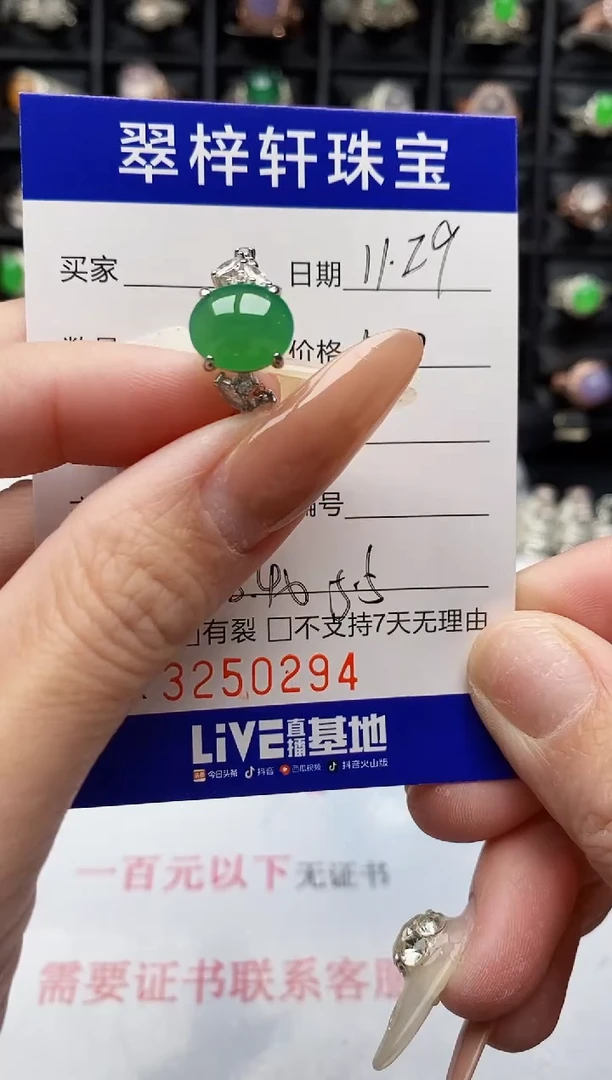 翠梓轩珠宝
买家 日期 11.29
价格
号
有裂 □不支持7天无理由
3250294
LiVE直播基地
今日头条 抖音 西瓜视频 抖音火山版
一百元以下无证书
需要证书联系客服